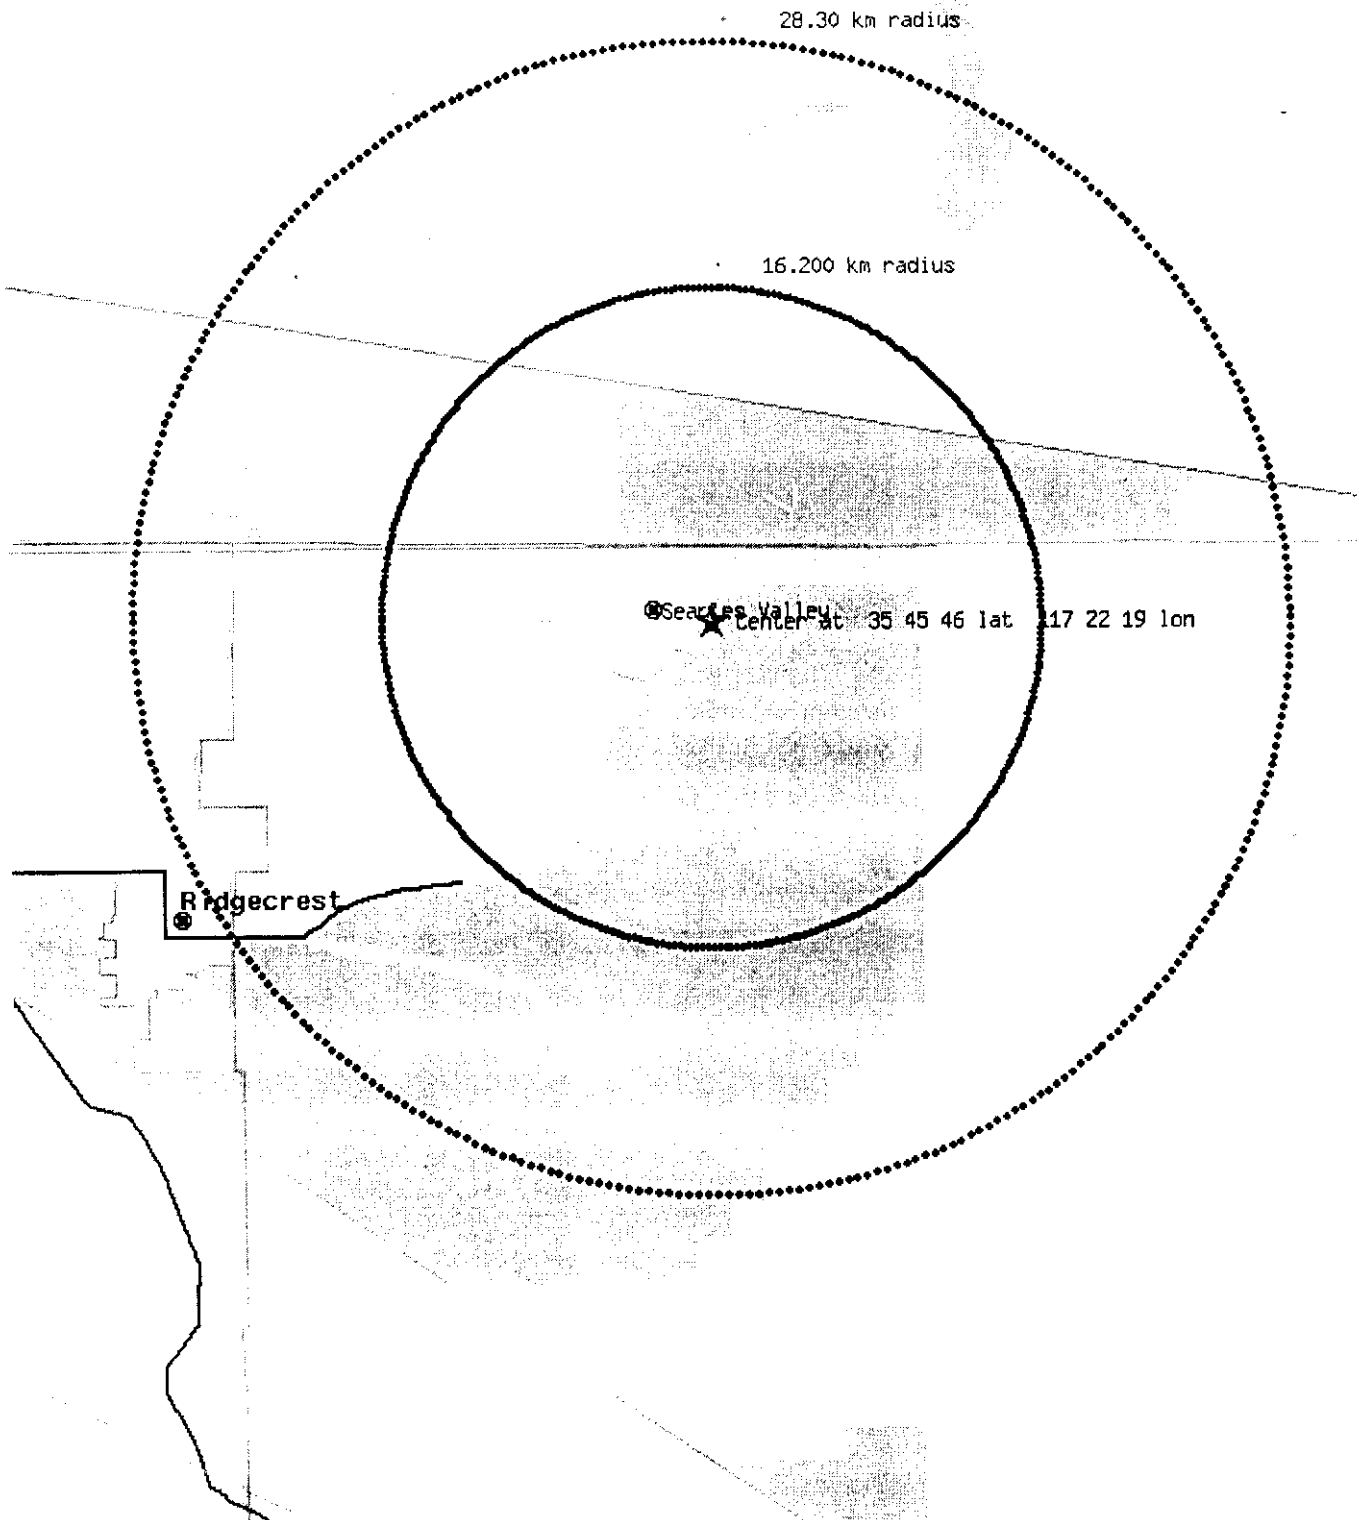 28.30 km radius
16.200 km radius
Searles Valley
Center at 35 45 46 lat 117 22 19 lon
Ridgecrest